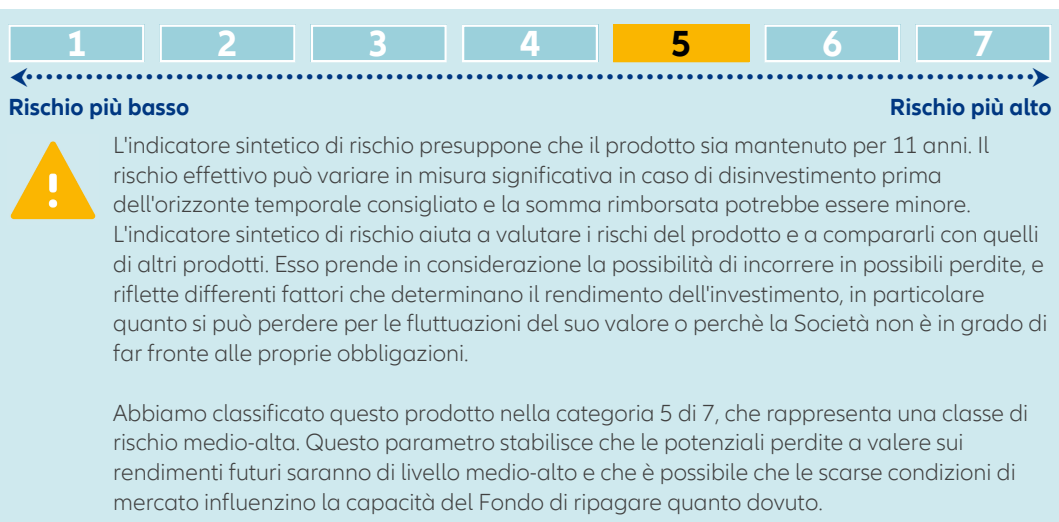 1 2 3 4 5 6 7
Rischio più basso Rischio più alto
L'indicatore sintetico di rischio presuppone che il prodotto sia mantenuto per 11 anni. Il
rischio effettivo può variare in misura significativa in caso di disinvestimento prima
dell'orizzonte temporale consigliato e la somma rimborsata potrebbe essere minore.
L'indicatore sintetico di rischio aiuta a valutare i rischi del prodotto e a compararli con quelli
di altri prodotti. Esso prende in considerazione la possibilità di incorrere in possibili perdite, e
riflette differenti fattori che determinano il rendimento dell'investimento, in particolare
quanto si può perdere per le fluttuazioni del suo valore o perchè la Società non è in grado di
far fronte alle proprie obbligazioni.
Abbiamo classificato questo prodotto nella categoria 5 di 7, che rappresenta una classe di
rischio medio-alta. Questo parametro stabilisce che le potenziali perdite a valere sui
rendimenti futuri saranno di livello medio-alto e che è possibile che le scarse condizioni di
mercato influenzino la capacità del Fondo di ripagare quanto dovuto.